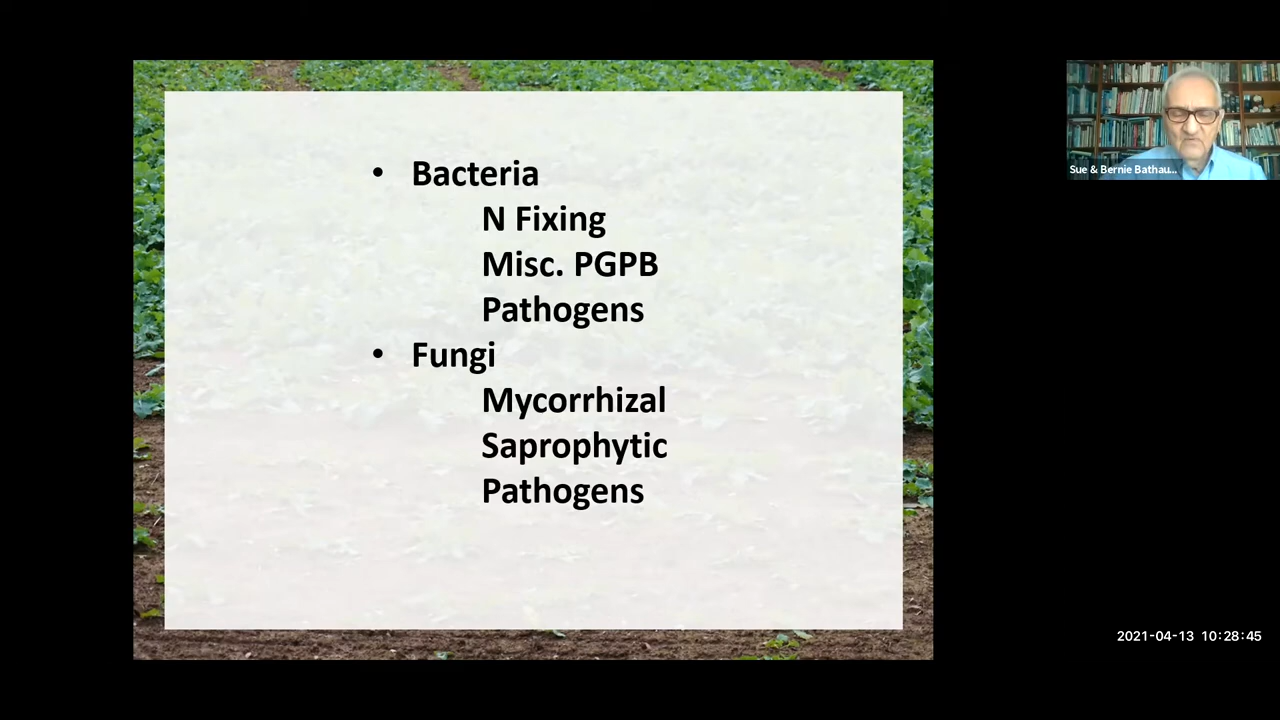 • Bacteria
N Fixing
Misc. PGPB
Pathogens
• Fungi
Mycorrhizal
Saprophytic
Pathogens
Sue & Bernie Bathau...
2021-04-13 10:28:45